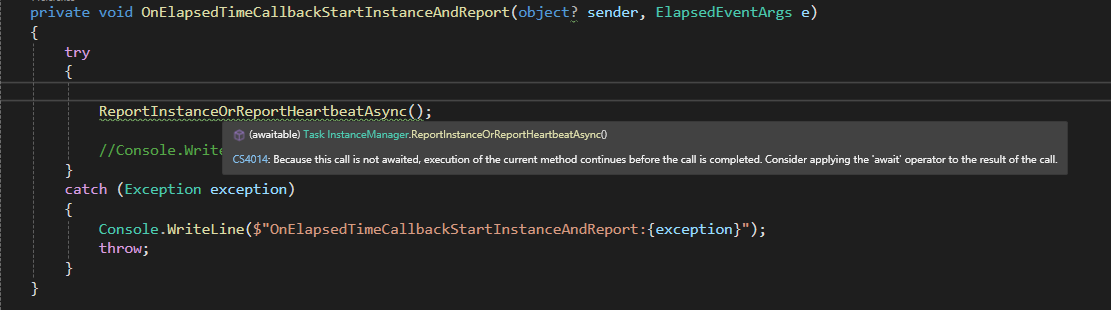 private void OnElapsedTimeCallbackStartInstanceAndReport(object? sender, ElapsedEventArgs e)
{
try
{
ReportInstanceOrReportHeartbeatAsync();
(awaitable) Task InstanceManager.ReportInstanceOrReportHeartbeatAsync()
//Console.Write
CS4014: Because this call is not awaited, execution of the current method continues before the call is completed. Consider applying the 'await' operator to the result of the call.
}
catch (Exception exception)
{
Console.WriteLine($"OnElapsedTimeCallbackStartInstanceAndReport:{exception}");
throw;
}
}